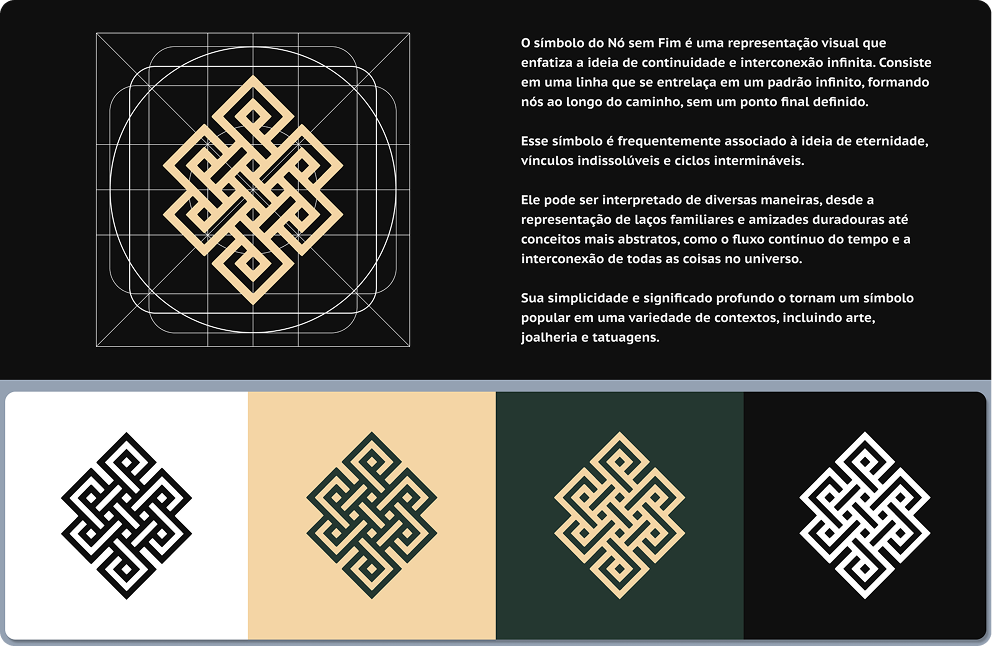 O símbolo do Nó sem Fim é uma representação visual que
enfatiza a ideia de continuidade e interconexão infinita. Consiste
em uma linha que se entrelaça em um padrão infinito, formando
nós ao longo do caminho, sem um ponto final definido.
Esse símbolo é frequentemente associado à ideia de eternidade,
vínculos indissolúveis e ciclos intermináveis.
Ele pode ser interpretado de diversas maneiras, desde a
representação de laços familiares e amizades duradouras até
conceitos mais abstratos, como o fluxo contínuo do tempo e a
interconexão de todas as coisas no universo.
Sua simplicidade e significado profundo o tornam um símbolo
popular em uma variedade de contextos, incluindo arte,
joalheria e tatuagens.